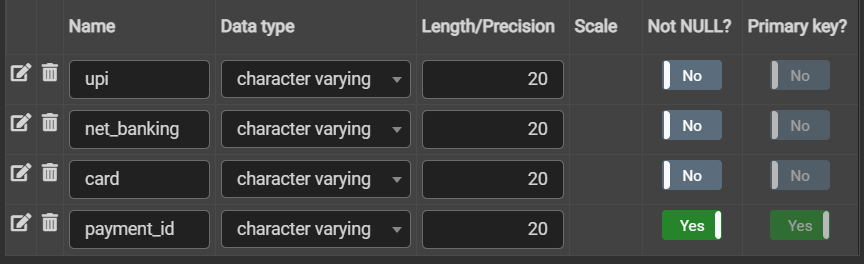 Name Data type Length/Precision Scale Not NULL? Primary key?
upi character varying 20 No No
net_banking character varying 20 No No
card character varying 20 No No
payment_id character varying 20 Yes Yes